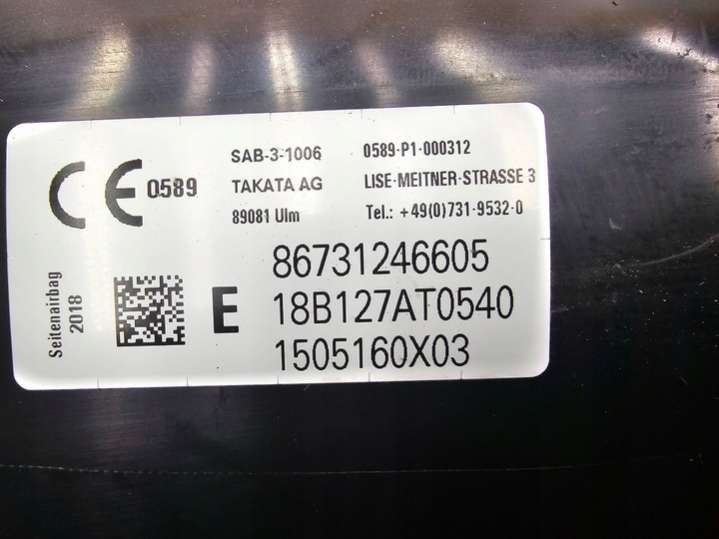 CE 0589
SAB-3-1006 0589-P1-000312
TAKATA AG LISE-MEITNER-STRASSE 3
89081 Ulm Tel.: +49(0)731-9532-0
86731246605
E 18B127AT0540
1505160X03
Seitenairbag
2018